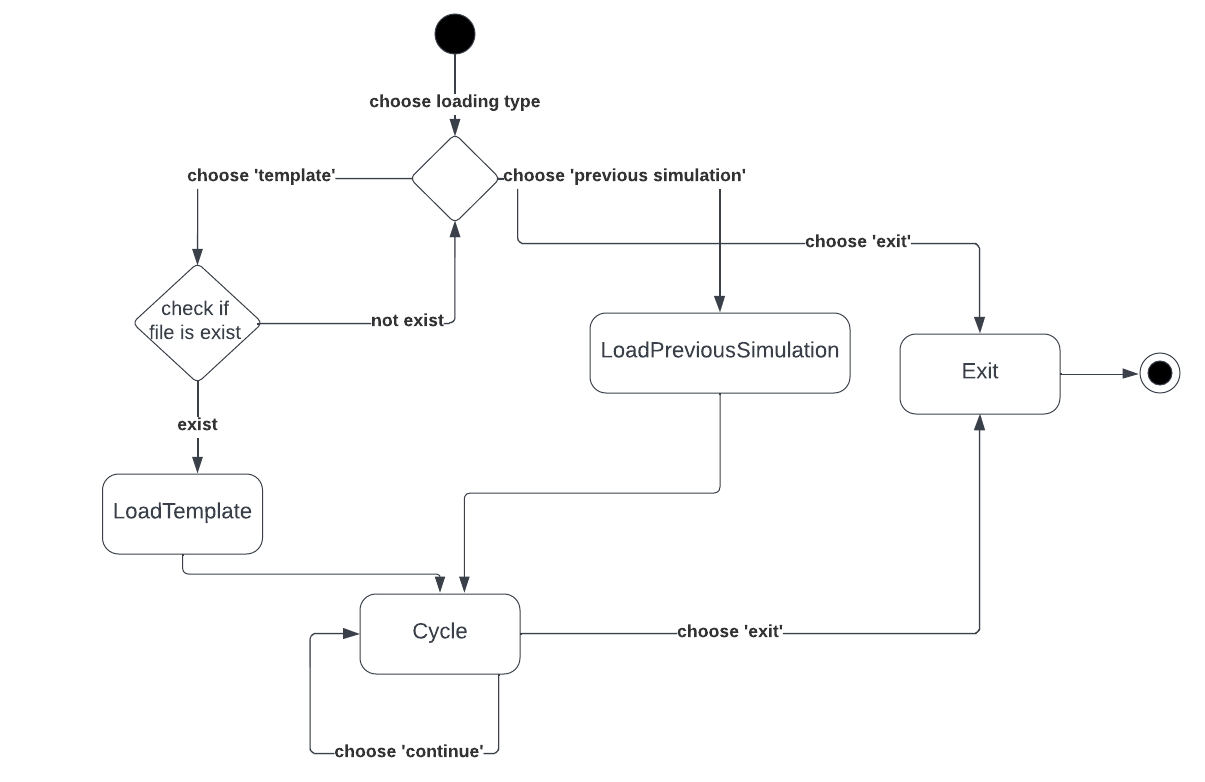 choose loading type
choose 'template'
choose 'previous simulation'
choose 'exit'
check if
file is exist
not exist
LoadPreviousSimulation
Exit
exist
LoadTemplate
Cycle
choose 'exit'
choose 'continue'